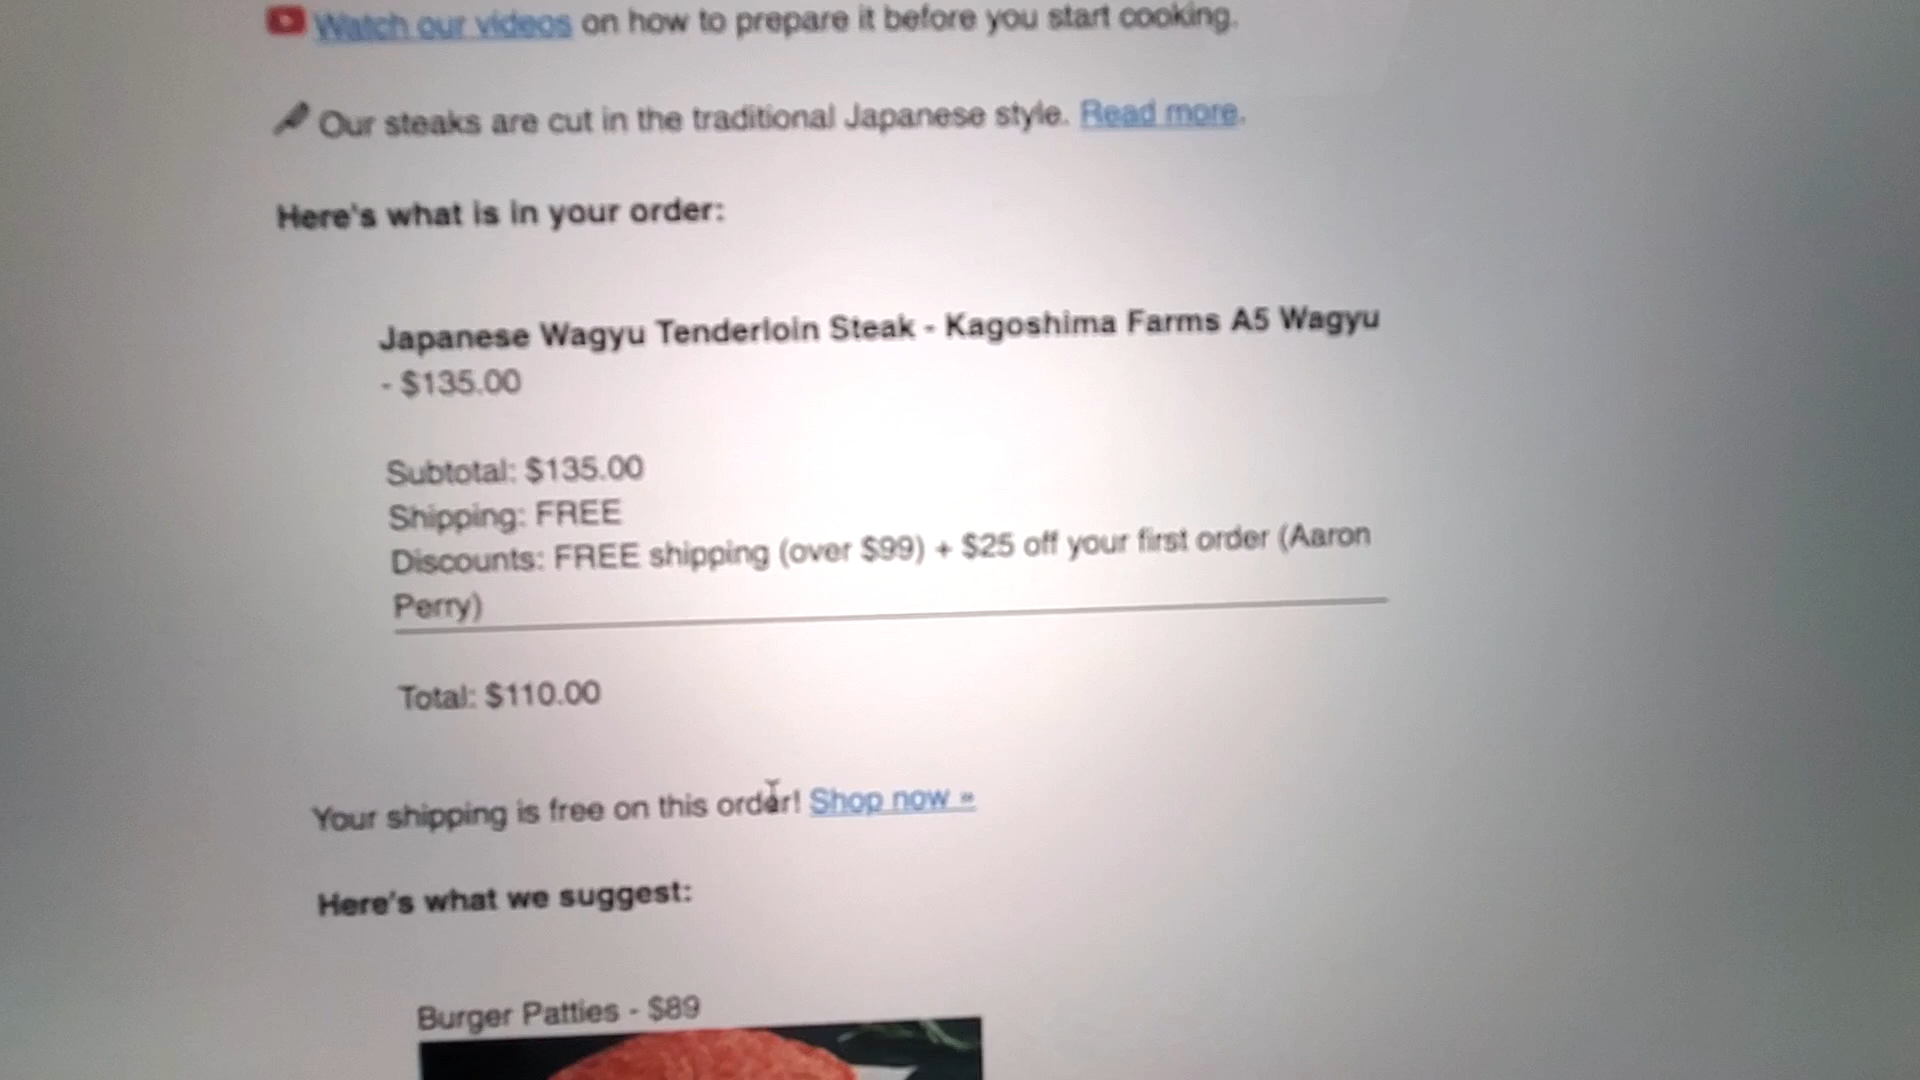 Watch our videos on how to prepare it before you start cooking.
Our steaks are cut in the traditional Japanese style. Read more.
Here's what is in your order:
Japanese Wagyu Tenderloin Steak - Kagoshima Farms A5 Wagyu
- $135.00
Subtotal: $135.00
Shipping: FREE
Discounts: FREE shipping (over $99) + $25 off your first order (Aaron
Perry)
Total: $110.00
Your shipping is free on this order! Shop now »
Here's what we suggest:
Burger Patties - $89